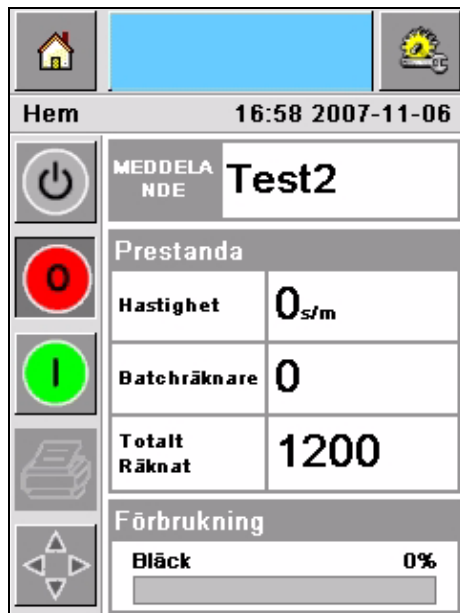 Hem 16:58 2007-11-06
MEDDELA
NDE
Test2
Prestanda
Hastighet 0s/m
Batchräknare 0
Totalt
Räknat
1200
Förbrukning
Bläck 0%